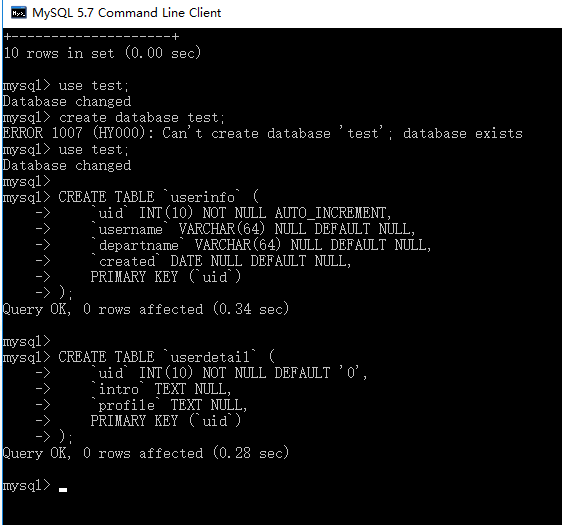 MySQL 5.7 Command Line Client
+--------------------+
10 rows in set (0.00 sec)
mysql> use test;
Database changed
mysql> create database test;
ERROR 1007 (HY000): Can't create database 'test'; database exists
mysql> use test;
Database changed
mysql>
mysql> CREATE TABLE `userinfo` (
    ->     `uid` INT(10) NOT NULL AUTO_INCREMENT,
    ->     `username` VARCHAR(64) NULL DEFAULT NULL,
    ->     `departname` VARCHAR(64) NULL DEFAULT NULL,
    ->     `created` DATE NULL DEFAULT NULL,
    ->     PRIMARY KEY (`uid`)
    -> );
Query OK, 0 rows affected (0.34 sec)
mysql>
mysql> CREATE TABLE `userdetail` (
    ->     `uid` INT(10) NOT NULL DEFAULT '0',
    ->     `intro` TEXT NULL,
    ->     `profile` TEXT NULL,
    ->     PRIMARY KEY (`uid`)
    -> );
Query OK, 0 rows affected (0.28 sec)
mysql>